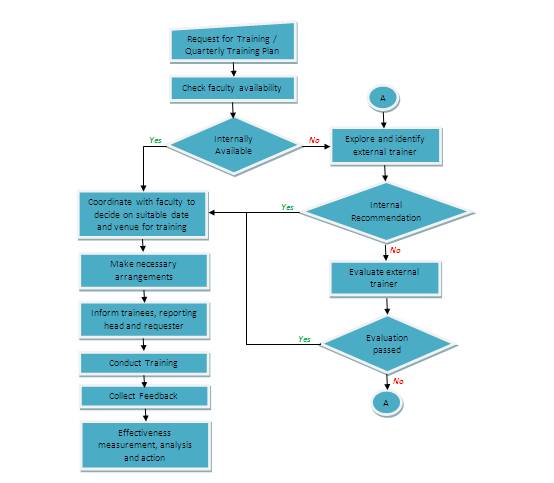 Request for Training /
Quarterly Training Plan
Check faculty availability
A
Internally
Available
Yes
No
Explore and identify
external trainer
Coordinate with faculty to
decide on suitable date
and venue for training
Yes
Internal
Recommendation
No
Make necessary
arrangements
Evaluate external
trainer
Inform trainees, reporting
head and requester
Yes
Evaluation
passed
No
Conduct Training
Collect Feedback
A
Effectiveness
measurement, analysis
and action